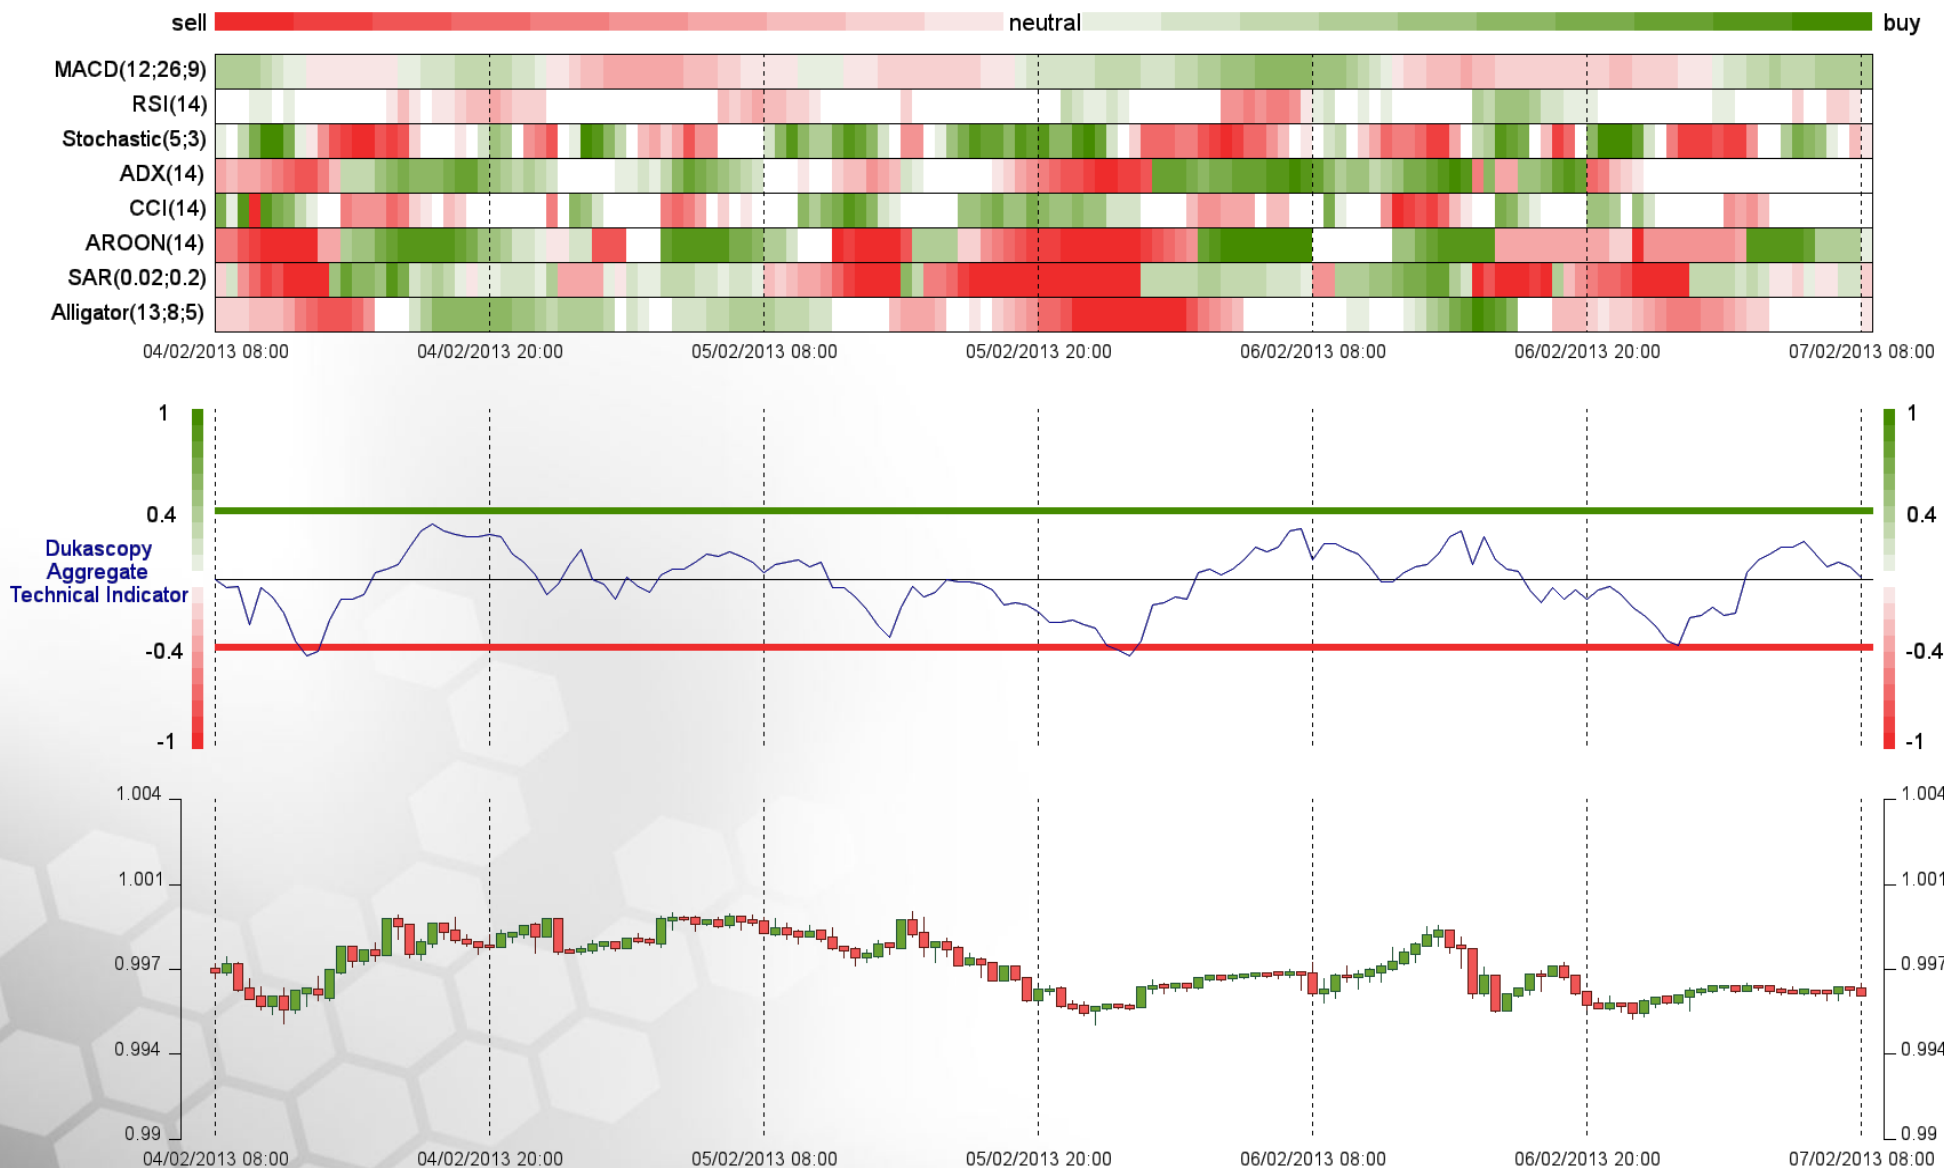 sell neutral buy
MACD(12;26;9)
RSI(14)
Stochastic(5;3)
ADX(14)
CCI(14)
AROON(14)
SAR(0.02;0.2)
Alligator(13;8;5)
04/02/2013 08:00 04/02/2013 20:00 05/02/2013 08:00 05/02/2013 20:00 06/02/2013 08:00 06/02/2013 20:00 07/02/2013 08:00
1 1
0.4 0.4
Dukascopy
Aggregate
Technical Indicator
-0.4 -0.4
-1 -1
1.004 1.004
1.001 1.001
0.997 0.997
0.994 0.994
0.99 0.99
04/02/2013 08:00 04/02/2013 20:00 05/02/2013 08:00 05/02/2013 20:00 06/02/2013 08:00 06/02/2013 20:00 07/02/2013 08:00